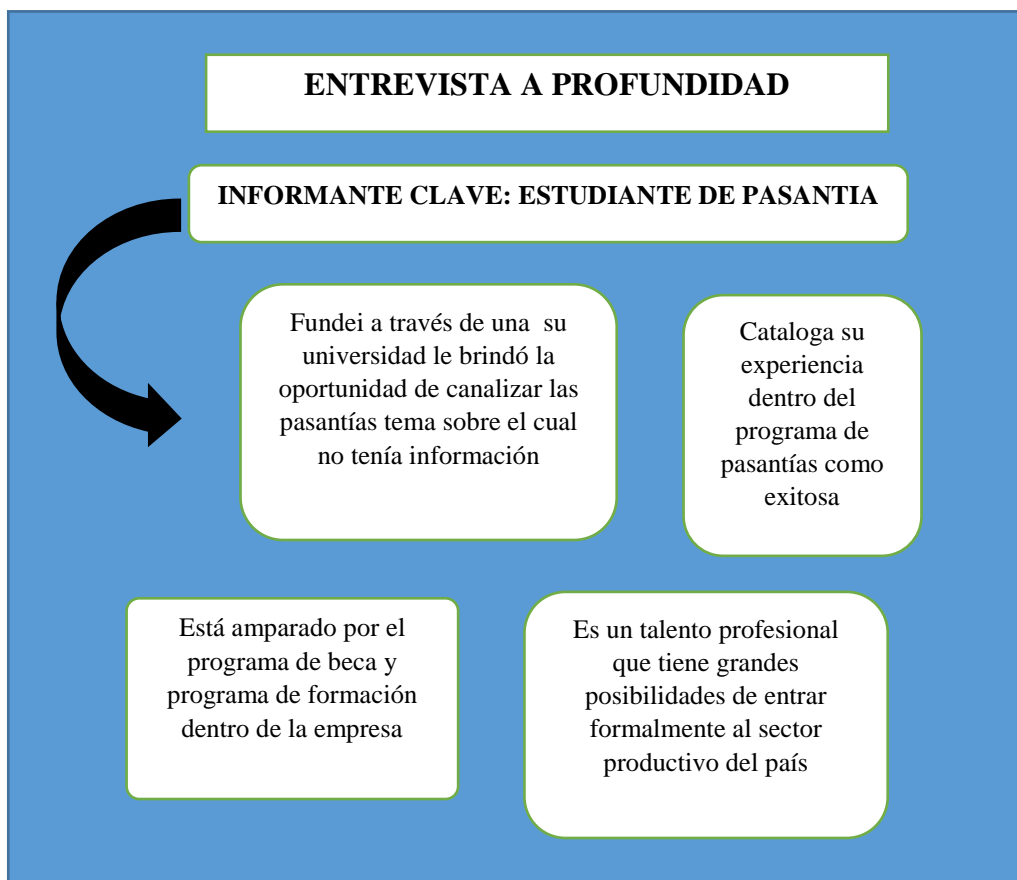 ENTREVISTA A PROFUNDIDAD
INFORMANTE CLAVE: ESTUDIANTE DE PASANTIA
Fundei a través de una su
universidad le brindó la
oportunidad de canalizar las
pasantías tema sobre el cual
no tenía información
Cataloga su
experiencia
dentro del
programa de
pasantías como
exitosa
Está amparado por el
programa de beca y
programa de formación
dentro de la empresa
Es un talento profesional
que tiene grandes
posibilidades de entrar
formalmente al sector
productivo del país